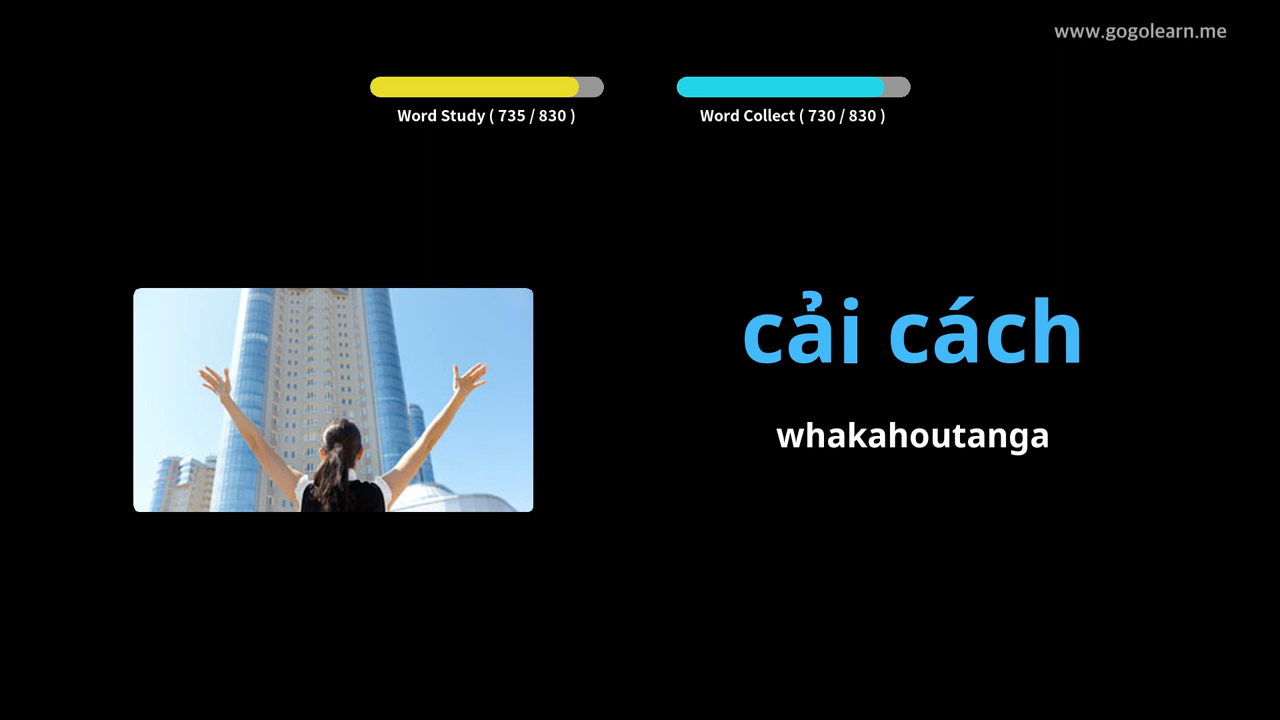 www.gogolearn.me
Word Study ( 735 / 830 )
Word Collect ( 730 / 830 )
cải cách
whakahoutanga